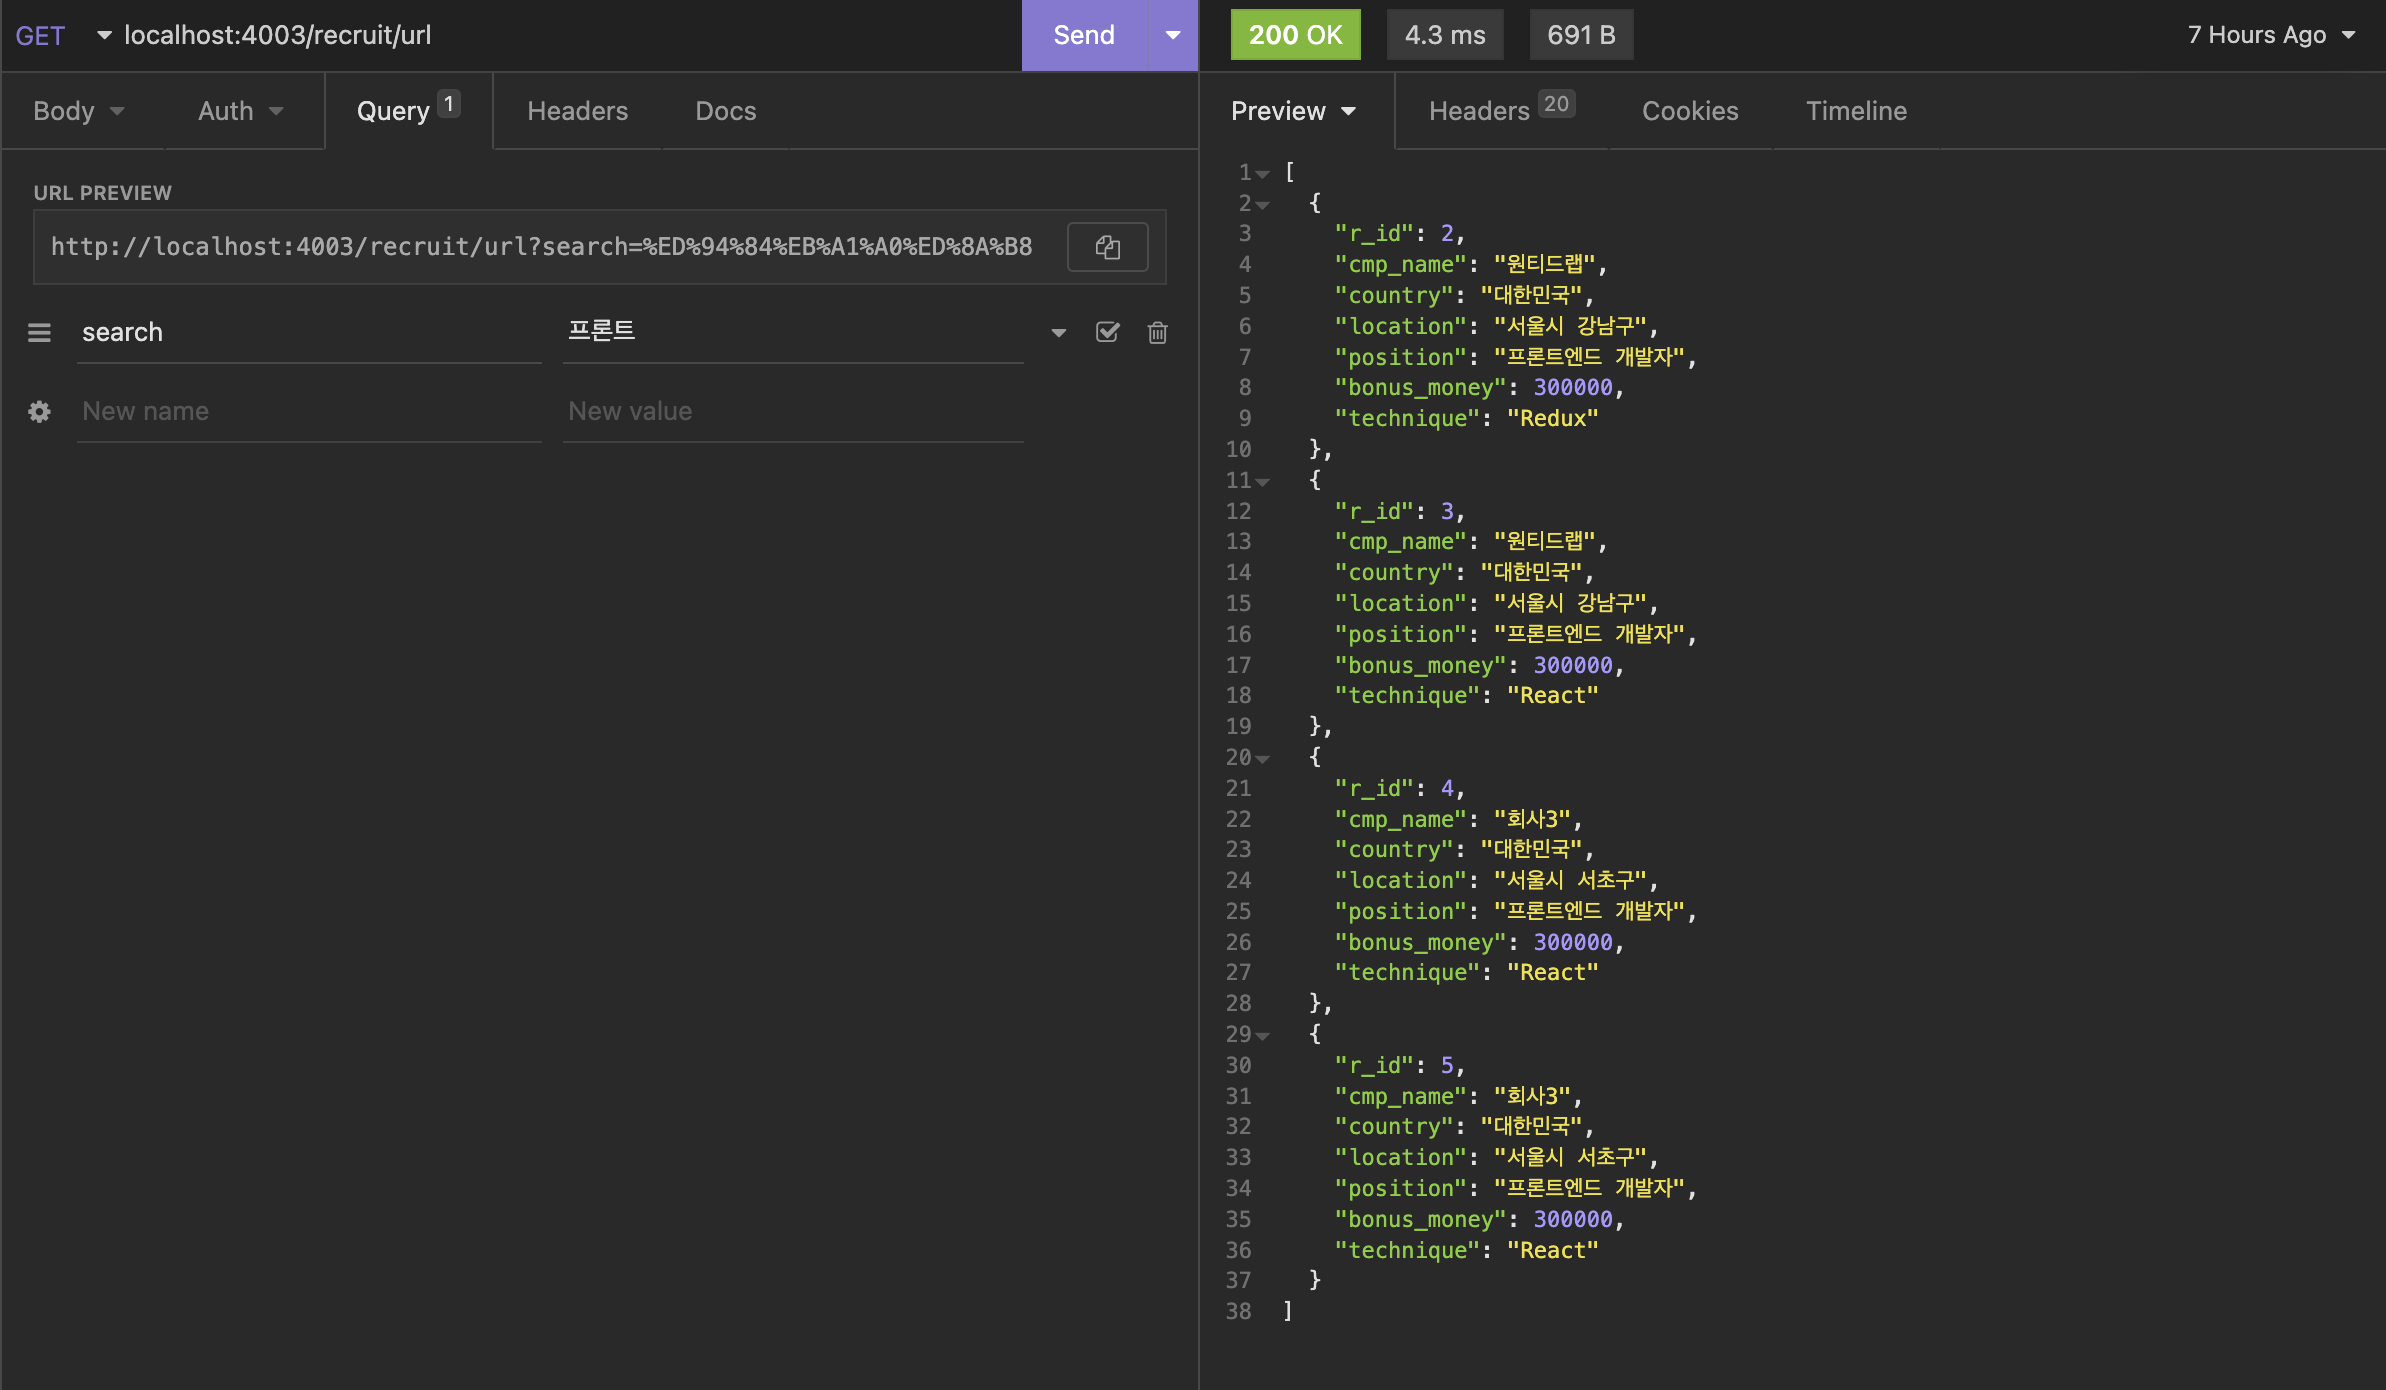 GET localhost:4003/recruit/url Send
200 OK 4.3 ms 691 B 7 Hours Ago
Body Auth Query 1 Headers Docs
Preview Headers 20 Cookies Timeline
URL PREVIEW
http://localhost:4003/recruit/url?search=%ED%94%84%EB%A1%A0%ED%8A%B8
search 프론트
New name New value
1 [
2 {
3 "r_id": 2,
4 "cmp_name": "원티드랩",
5 "country": "대한민국",
6 "location": "서울시 강남구",
7 "position": "프론트엔드 개발자",
8 "bonus_money": 300000,
9 "technique": "Redux"
10 },
11 {
12 "r_id": 3,
13 "cmp_name": "원티드랩",
14 "country": "대한민국",
15 "location": "서울시 강남구",
16 "position": "프론트엔드 개발자",
17 "bonus_money": 300000,
18 "technique": "React"
19 },
20 {
21 "r_id": 4,
22 "cmp_name": "회사3",
23 "country": "대한민국",
24 "location": "서울시 서초구",
25 "position": "프론트엔드 개발자",
26 "bonus_money": 300000,
27 "technique": "React"
28 },
29 {
30 "r_id": 5,
31 "cmp_name": "회사3",
32 "country": "대한민국",
33 "location": "서울시 서초구",
34 "position": "프론트엔드 개발자",
35 "bonus_money": 300000,
36 "technique": "React"
37 }
38 ]